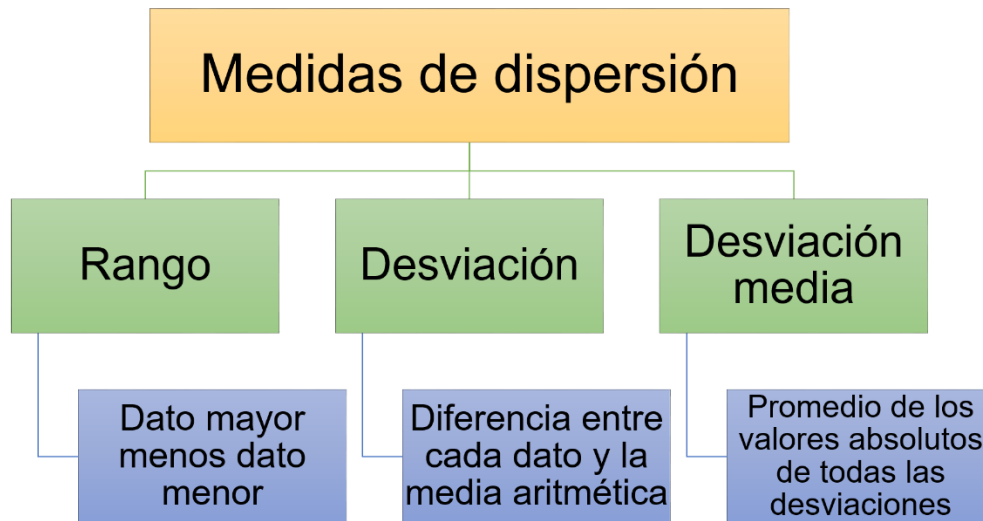 Medidas de dispersión
Rango
Desviación
Desviación
media
Dato mayor
menos dato
menor
Diferencia entre
cada dato y la
media aritmética
Promedio de los
valores absolutos
de todas las
desviaciones